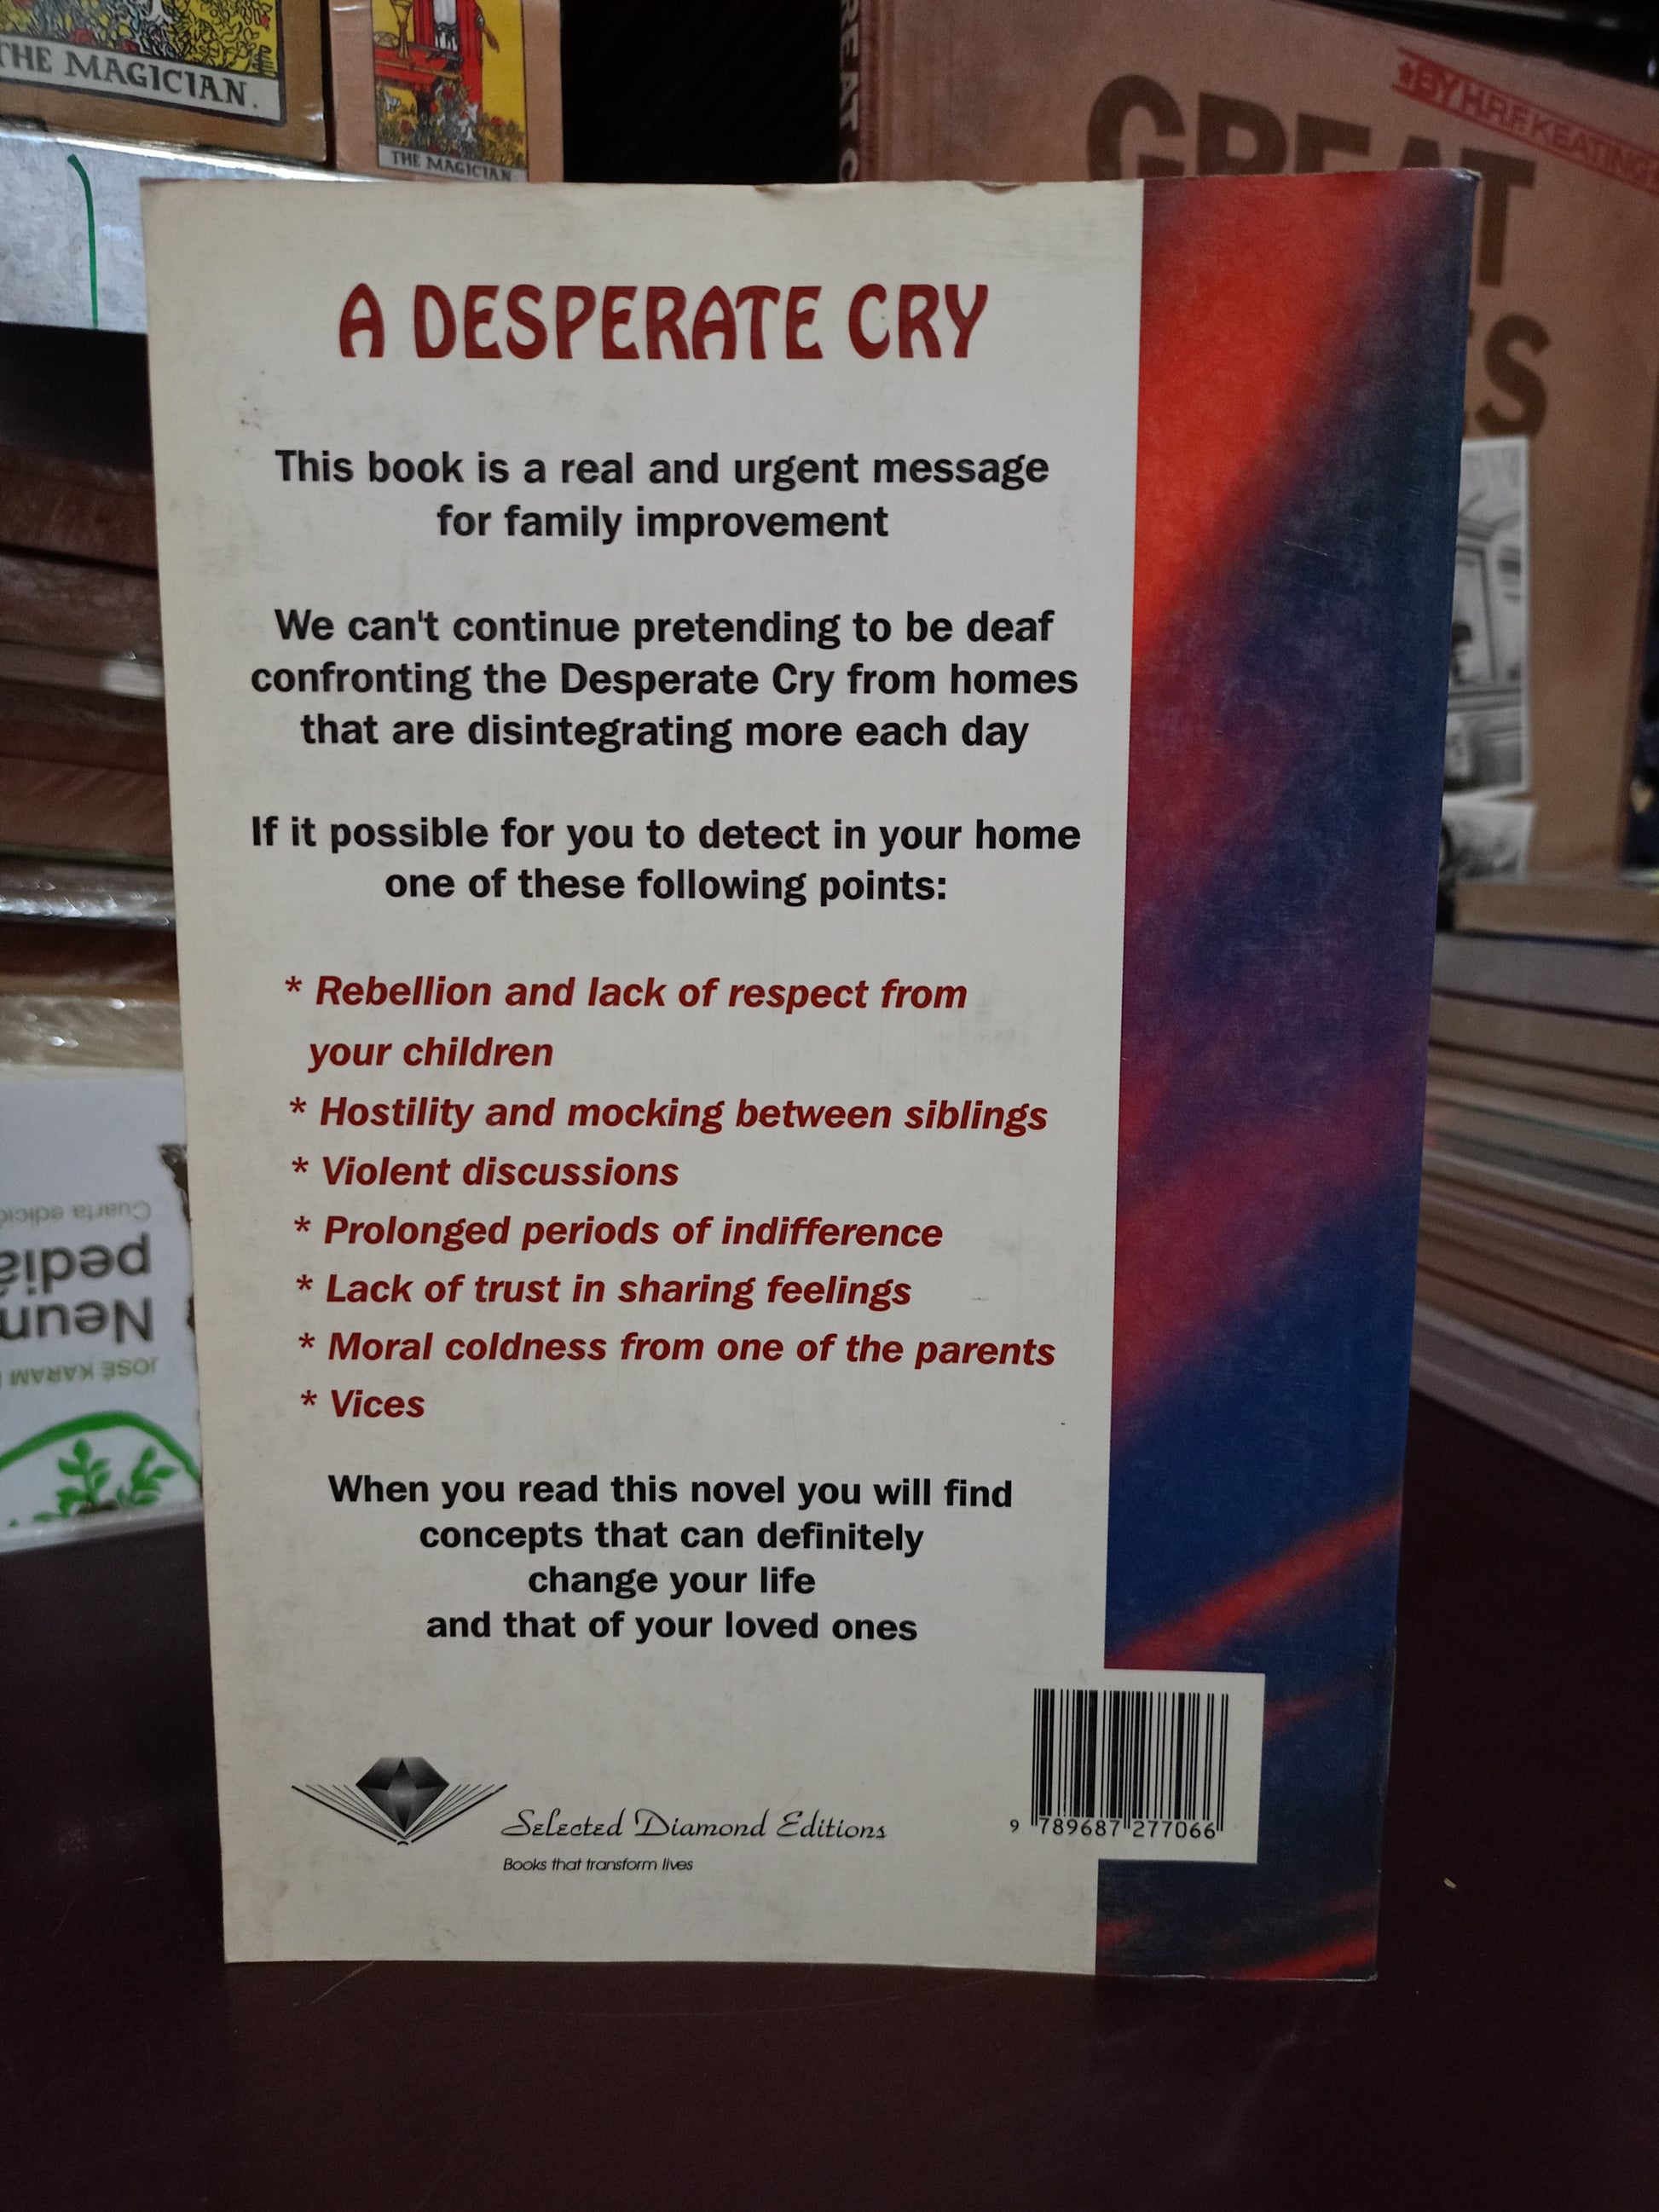 THE MAGICIAN.
THE MAGICIAN
GREAT
BY H.R.F. KEATING
A DESPERATE CRY
This book is a real and urgent message
for family improvement
We can't continue pretending to be deaf
confronting the Desperate Cry from homes
that are disintegrating more each day
If it possible for you to detect in your home
one of these following points:
* Rebellion and lack of respect from
your children
* Hostility and mocking between siblings
* Violent discussions
* Prolonged periods of indifference
* Lack of trust in sharing feelings
* Moral coldness from one of the parents
* Vices
When you read this novel you will find
concepts that can definitely
change your life
and that of your loved ones
Selected Diamond Editions
Books that transform lives
9 789687 277066
JOSÉ KARAM
Neum
pedia
Cuarta edició